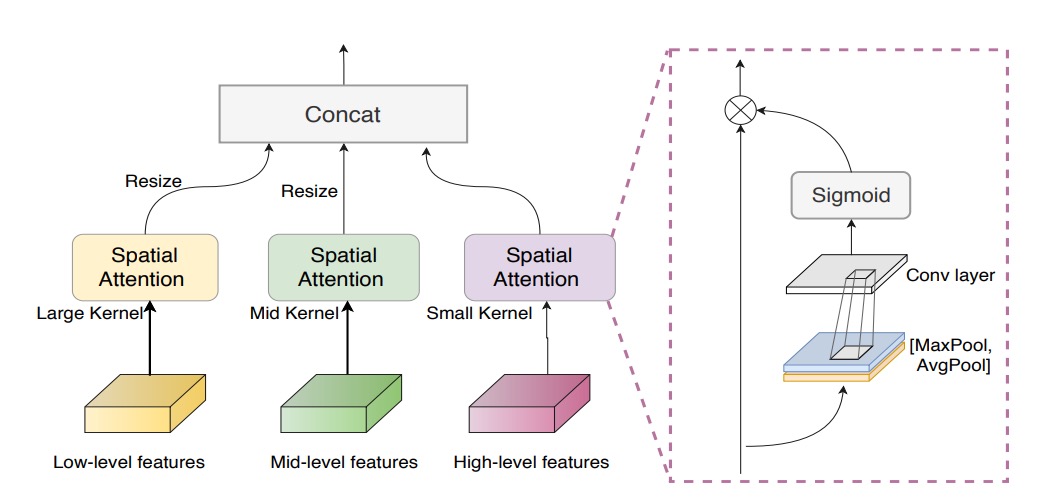 Concat
Resize
Resize
Spatial
Attention
Spatial
Attention
Spatial
Attention
Large Kernel
Mid Kernel
Small Kernel
Low-level features
Mid-level features
High-level features
Sigmoid
Conv layer
[MaxPool,
AvgPool]